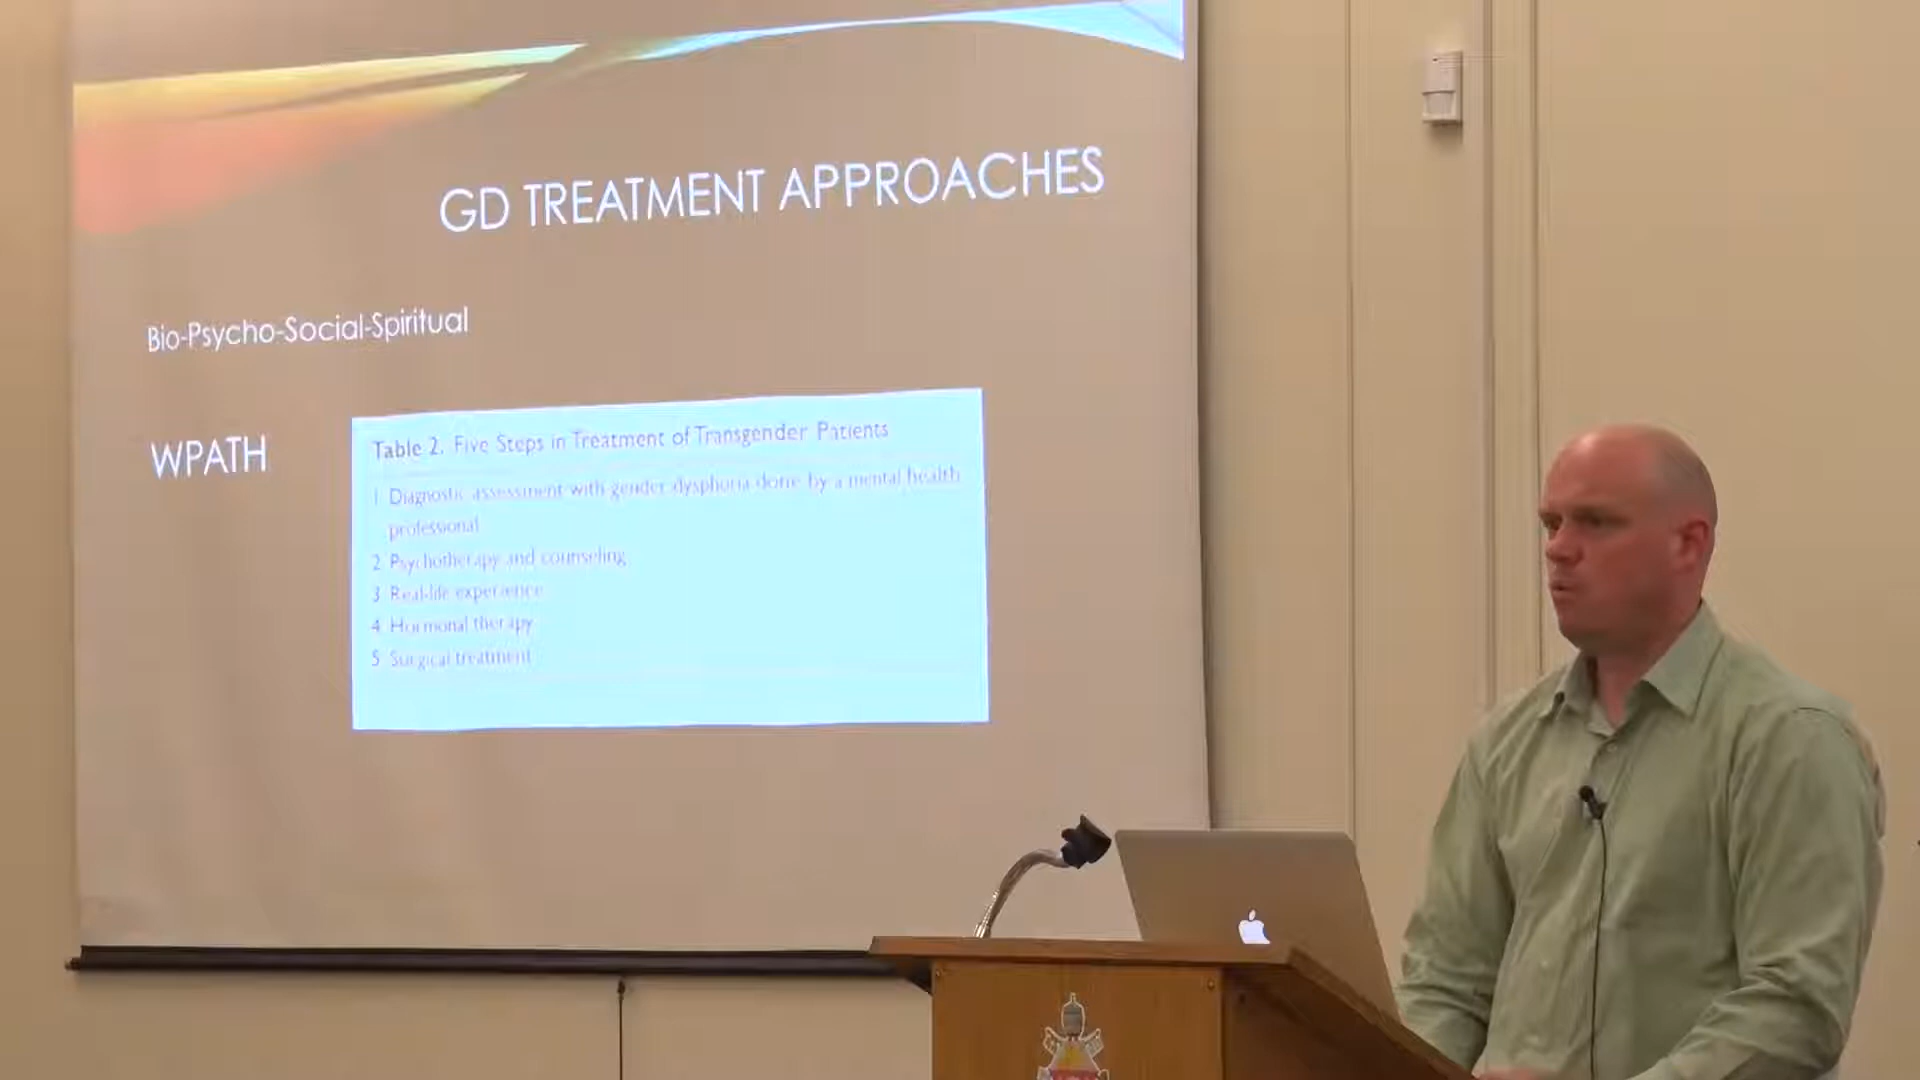 GD TREATMENT APPROACHES
Bio-Psycho-Social-Spiritual
WPATH
Table 2. Five Steps in Treatment of Transgender Patients
1 Diagnostic assessment with gender dysphoria done by a mental health
professional
2 Psychotherapy and counseling
3 Real-life experience
4 Hormonal therapy
5 Surgical treatment